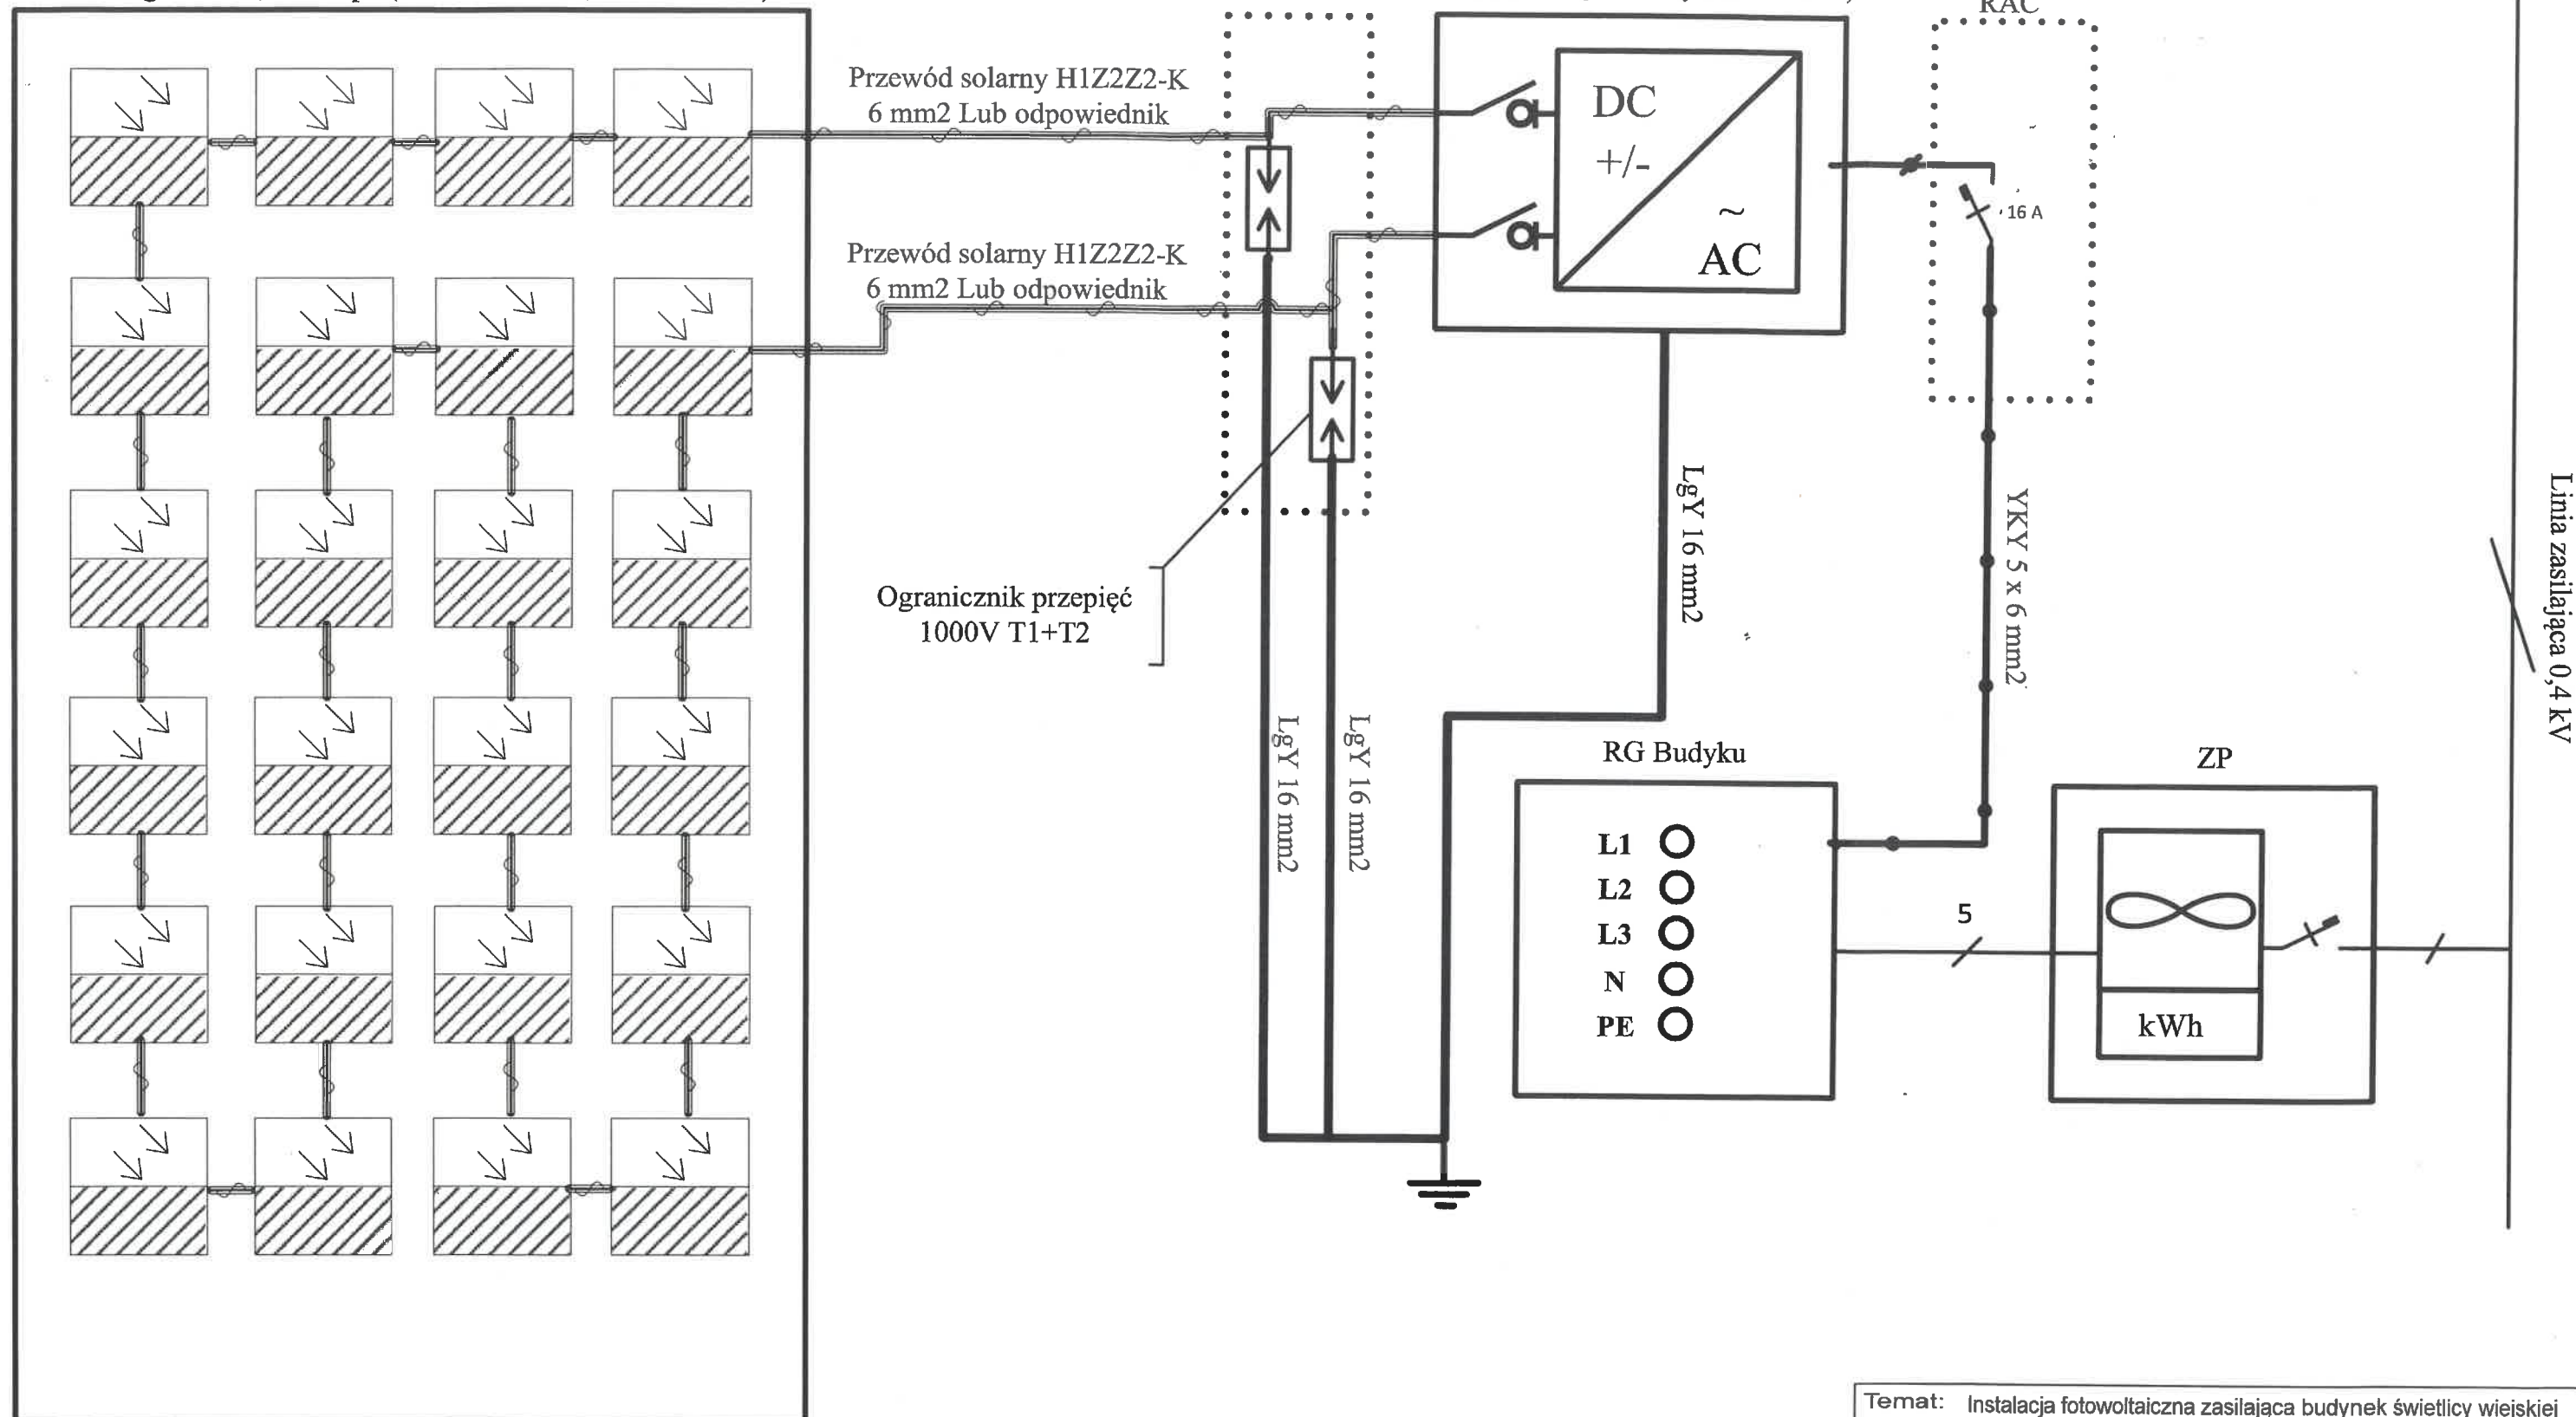 RAC
Przewód solarny H1Z2Z2-K
6 mm2 Lub odpowiednik
DC
+/-
~
AC
16 A
Przewód solarny H1Z2Z2-K
6 mm2 Lub odpowiednik
Ogranicznik przepięć
1000V T1+T2
LgY 16 mm2
LgY 16 mm2
LgY 16 mm2
YKY 5 x 6 mm2
Linia zasilająca 0,4 kV
RG Budyku
L1
L2
L3
N
PE
5
ZP
kWh
Temat: Instalacja fotowoltaiczna zasilająca budynek świetlicy wiejskiej